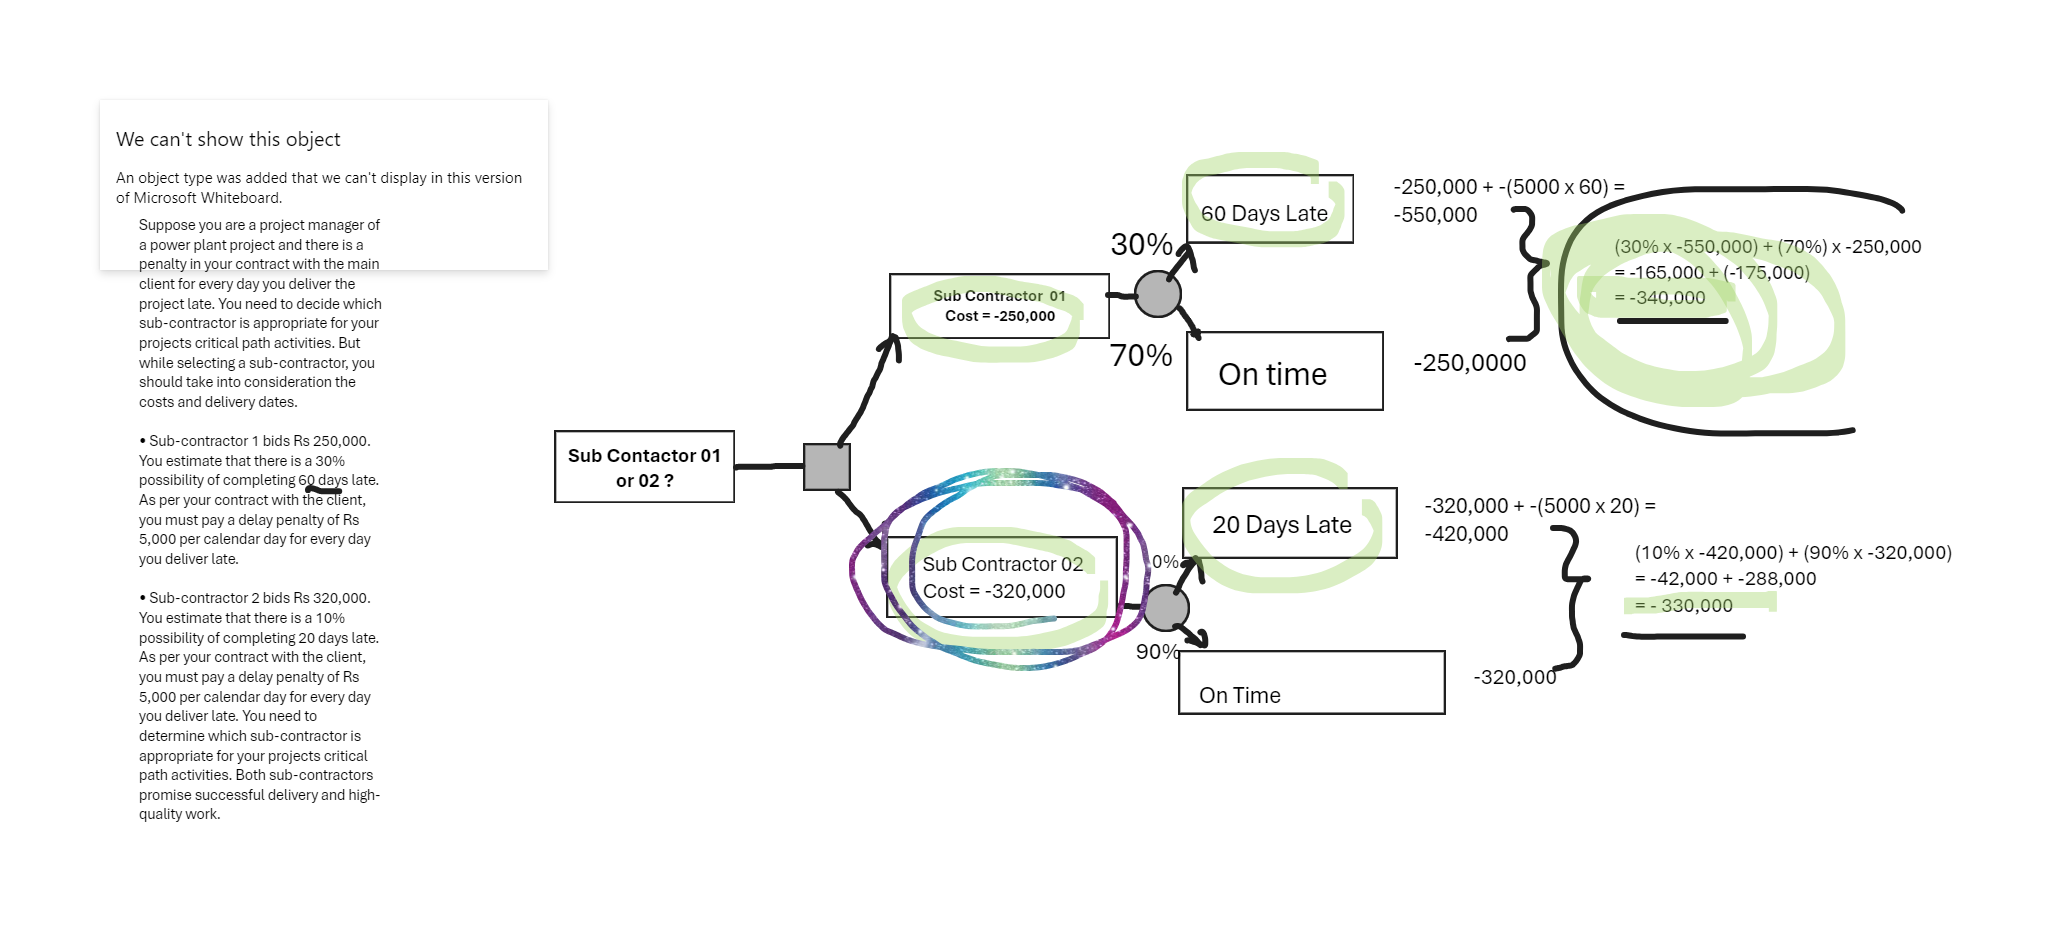 We can't show this object
An object type was added that we can't display in this version
of Microsoft Whiteboard.
Suppose you are a project manager of
a power plant project and there is a
penalty in your contract with the main
client for every day you deliver the
project late. You need to decide which
sub-contractor is appropriate for your
projects critical path activities. But
while selecting a sub-contractor, you
should take into consideration the
costs and delivery dates.
• Sub-contractor 1 bids Rs 250,000.
You estimate that there is a 30%
possibility of completing 60 days late.
As per your contract with the client,
you must pay a delay penalty of Rs
5,000 per calendar day for every day
you deliver late.
• Sub-contractor 2 bids Rs 320,000.
You estimate that there is a 10%
possibility of completing 20 days late.
As per your contract with the client,
you must pay a delay penalty of Rs
5,000 per calendar day for every day
you deliver late. You need to
determine which sub-contractor is
appropriate for your projects critical
path activities. Both sub-contractors
promise successful delivery and high-
quality work.
Sub Contactor 01
or 02 ?
Sub Contractor 01
Cost = -250,000
30%
70%
60 Days Late
On time
-250,000 + -(5000 x 60) =
-550,000
-250,0000
(30% x -550,000) + (70%) x -250,000
= -165,000 + (-175,000)
= -340,000
Sub Contractor 02
Cost = -320,000
0%
90%
20 Days Late
On Time
-320,000 + -(5000 x 20) =
-420,000
-320,000
(10% x -420,000) + (90% x -320,000)
= -42,000 + -288,000
= - 330,000